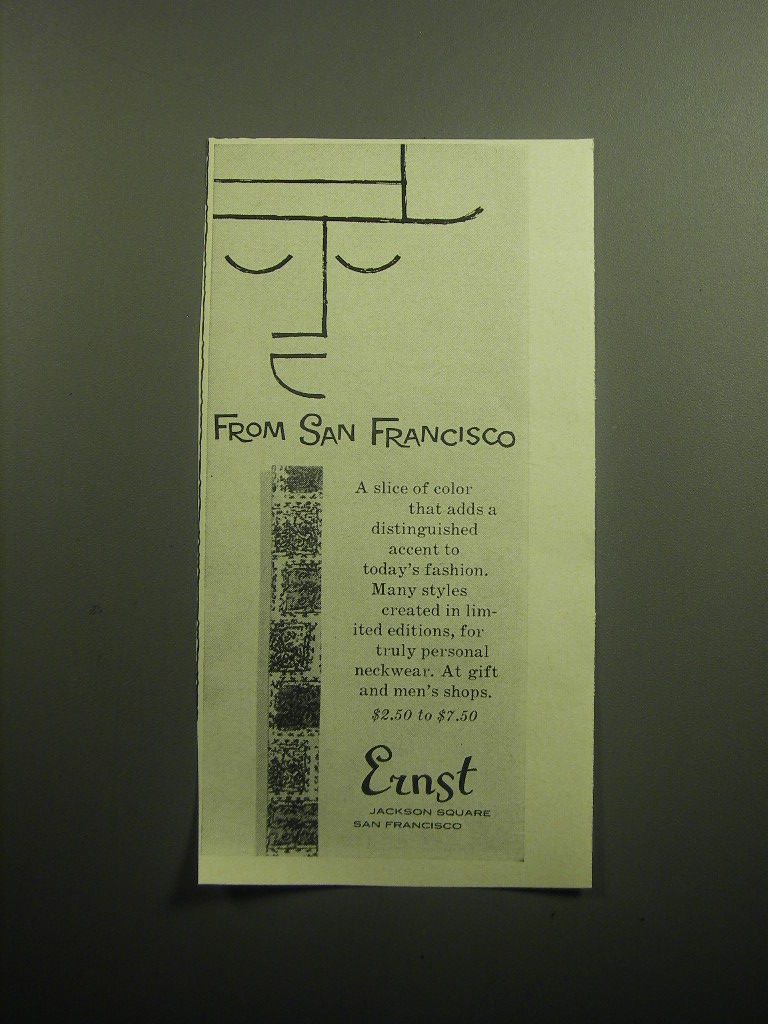 FROM SAN FRANCISCO
A slice of color
that adds a
distinguished
accent to
today's fashion.
Many styles
created in lim-
ited editions, for
truly personal
neckwear. At gift
and men's shops.
$2.50 to $7.50
Ernst
JACKSON SQUARE
SAN FRANCISCO